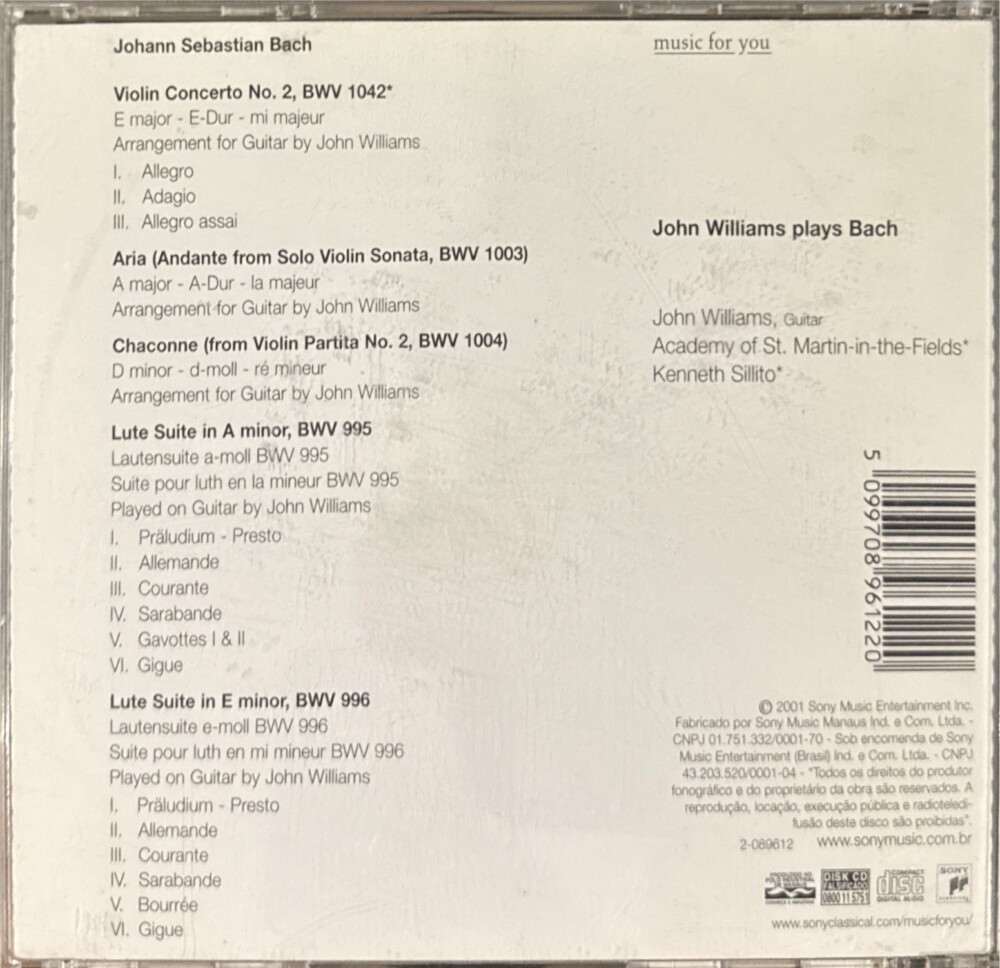 Johann Sebastian Bach
Violin Concerto No. 2, BWV 1042*
E major - E-Dur - mi majeur
Arrangement for Guitar by John Williams
I. Allegro
II. Adagio
III. Allegro assai
Aria (Andante from Solo Violin Sonata, BWV 1003)
A major - A-Dur - la majeur
Arrangement for Guitar by John Williams
Chaconne (from Violin Partita No. 2, BWV 1004)
D minor - d-moll - ré mineur
Arrangement for Guitar by John Williams
Lute Suite in A minor, BWV 995
Lautensuite a-moll BWV 995
Suite pour luth en la mineur BWV 995
Played on Guitar by John Williams
I. Präludium - Presto
II. Allemande
III. Courante
IV. Sarabande
V. Gavottes I & II
VI. Gigue
Lute Suite in E minor, BWV 996
Lautensuite e-moll BWV 996
Suite pour luth en mi mineur BWV 996
Played on Guitar by John Williams
I. Präludium - Presto
II. Allemande
III. Courante
IV. Sarabande
V. Bourrée
VI. Gigue
music for you
John Williams plays Bach
John Williams, Guitar
Academy of St. Martin-in-the-Fields*
Kenneth Sillito*
5 099708 961220
© 2001 Sony Music Entertainment Inc.
Fabricado por Sony Music Manaus Ind. e Com. Ltda. -
CNPJ 01.751.332/0001-70 - Sob encomenda de Sony
Music Entertainment (Brasil) Ind. e Com. Ltda. - CNPJ
43.203.520/0001-04 - "Todos os direitos do produtor
fonográfico e do proprietário da obra são reservados. A
reprodução, locação, execução pública e radioteledi-
fusão deste disco são proibidas".
2-089612 www.sonymusic.com.br
DISK CD
FALSIFICADO
0800 11 5751
COMPACT
disc
DIGITAL AUDIO
SONY
www.sonyclassical.com/musicforyou/